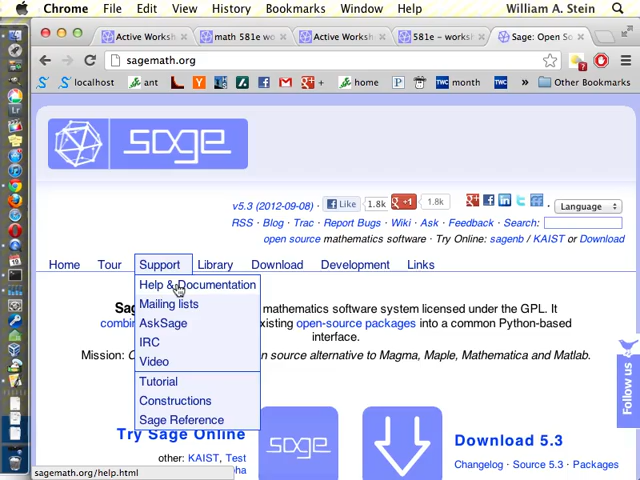 Chrome File Edit View History Bookmarks Window Help William A. Stein
Active Worksh math 581e wo Active Worksh 581e – works Sage: Open So
sagemath.org
localhost ant home month TWC Other Bookmarks
sage
v5.3 (2012-09-08) Like 1.8k +1 1.8k Language
RSS · Blog · Trac · Report Bugs · Wiki · Ask · Feedback · Search:
open source mathematics software · Try Online: sagenb / KAIST or Download
Home Tour Support Library Download Development Links
Help & Documentation
Mailing lists
AskSage
IRC
Video
Tutorial
Constructions
Sage Reference
mathematics software system licensed under the GPL. It
combin existing open-source packages into a common Python-based
interface.
Mission: source alternative to Magma, Maple, Mathematica and Matlab.
Follow us
Try Sage Online
other: KAIST, Test
sage
Download 5.3
Changelog · Source 5.3 · Packages
sagemath.org/help.html